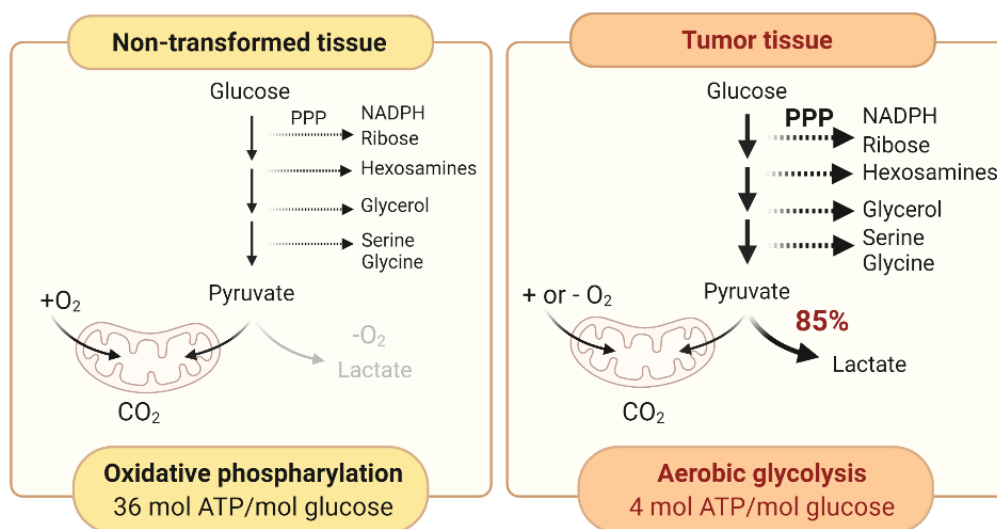 Non-transformed tissue
Glucose
PPP
NADPH
Ribose
Hexosamines
Glycerol
Serine
Glycine
+O₂
Pyruvate
-O₂
Lactate
CO₂
Oxidative phospharylation
36 mol ATP/mol glucose
Tumor tissue
Glucose
PPP
NADPH
Ribose
Hexosamines
Glycerol
Serine
Glycine
+ or - O₂
Pyruvate
85%
Lactate
CO₂
Aerobic glycolysis
4 mol ATP/mol glucose